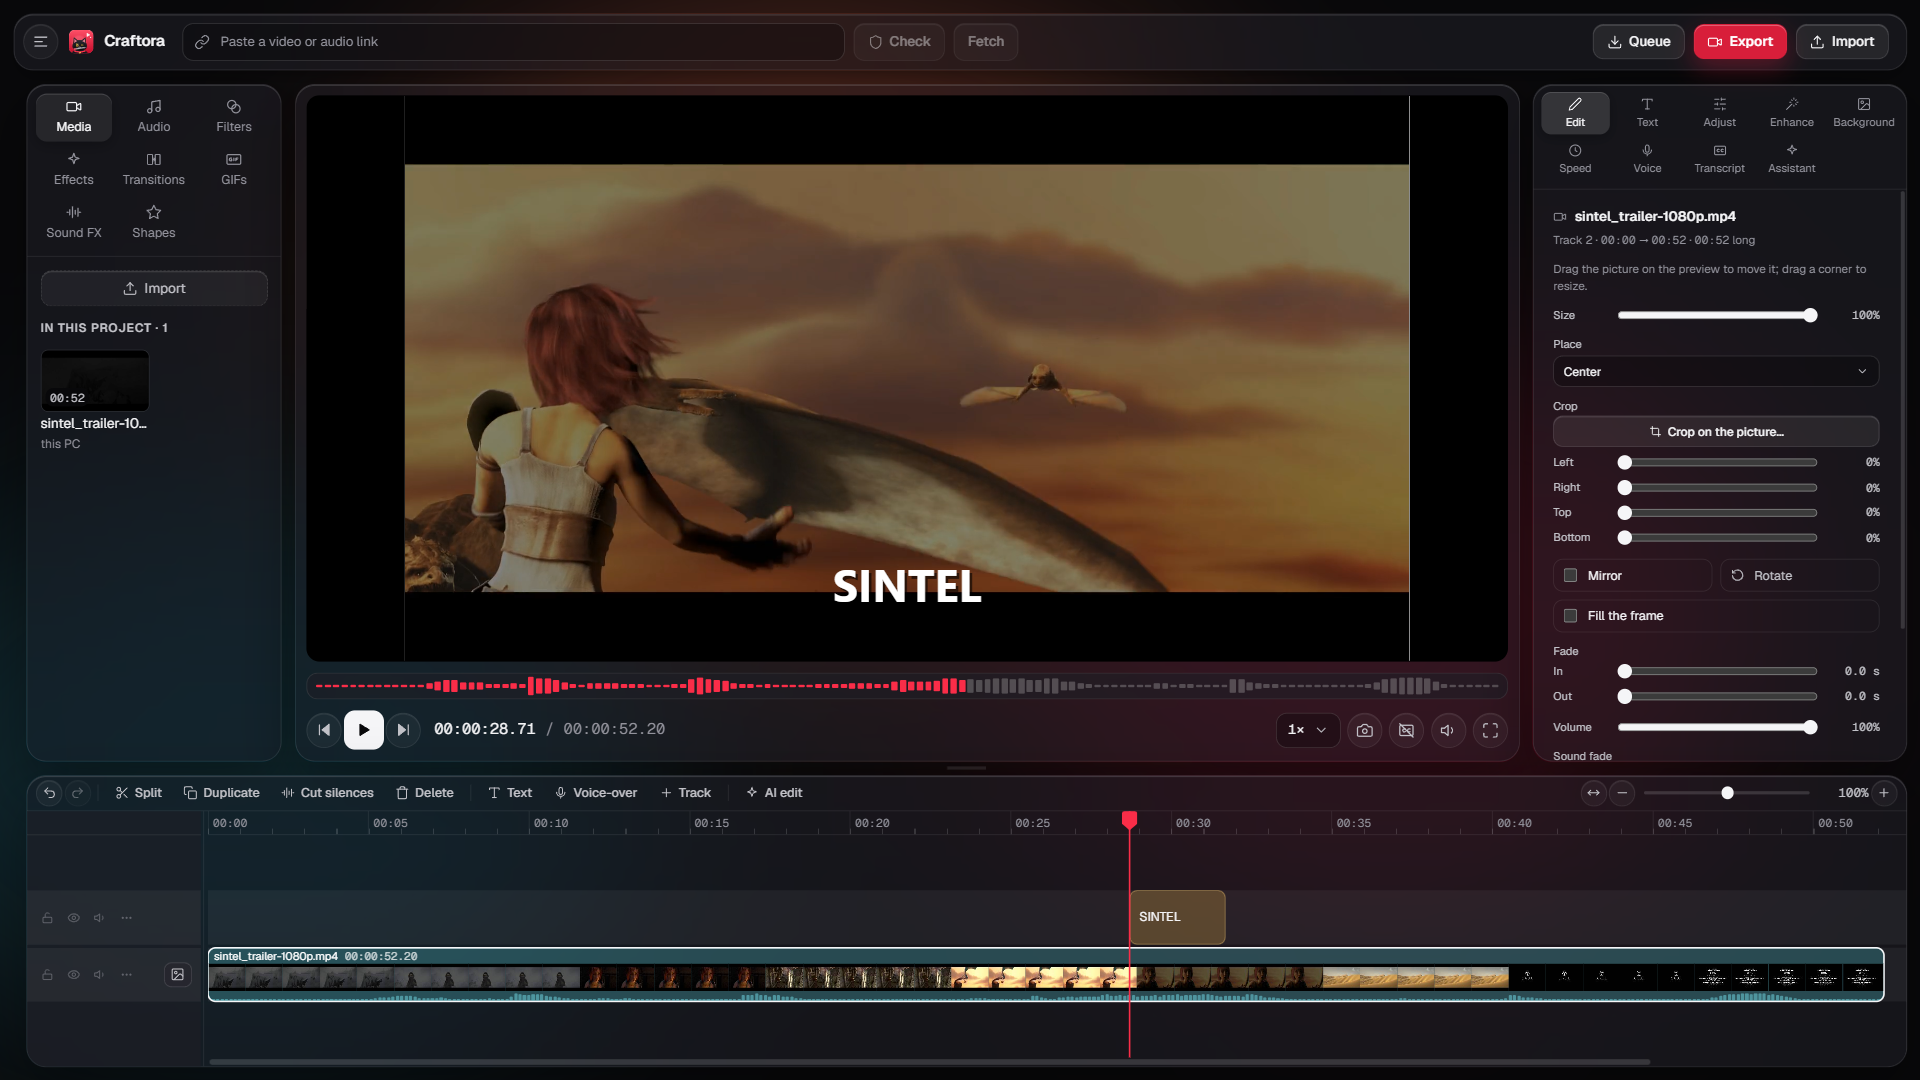 Craftora
Paste a video or audio link
Check
Fetch
Queue
Export
Import
Media
Audio
Filters
Effects
Transitions
GIFs
Sound FX
Shapes
Import
IN THIS PROJECT · 1
00:52
sintel_trailer-10...
this PC
SINTEL
00:00:28.71 / 00:00:52.20
1×
Edit
Text
Adjust
Enhance
Background
Speed
Voice
Transcript
Assistant
sintel_trailer-1080p.mp4
Track 2 · 00:00 → 00:52 · 00:52 long
Drag the picture on the preview to move it; drag a corner to
resize.
Size 100%
Place
Center
Crop
Crop on the picture...
Left 0%
Right 0%
Top 0%
Bottom 0%
Mirror
Rotate
Fill the frame
Fade
In 0.0 s
Out 0.0 s
Volume 100%
Sound fade
Split
Duplicate
Cut silences
Delete
Text
Voice-over
Track
AI edit
100%
00:00 00:05 00:10 00:15 00:20 00:25 00:30 00:35 00:40 00:45 00:50
SINTEL
sintel_trailer-1080p.mp4 00:00:52.20